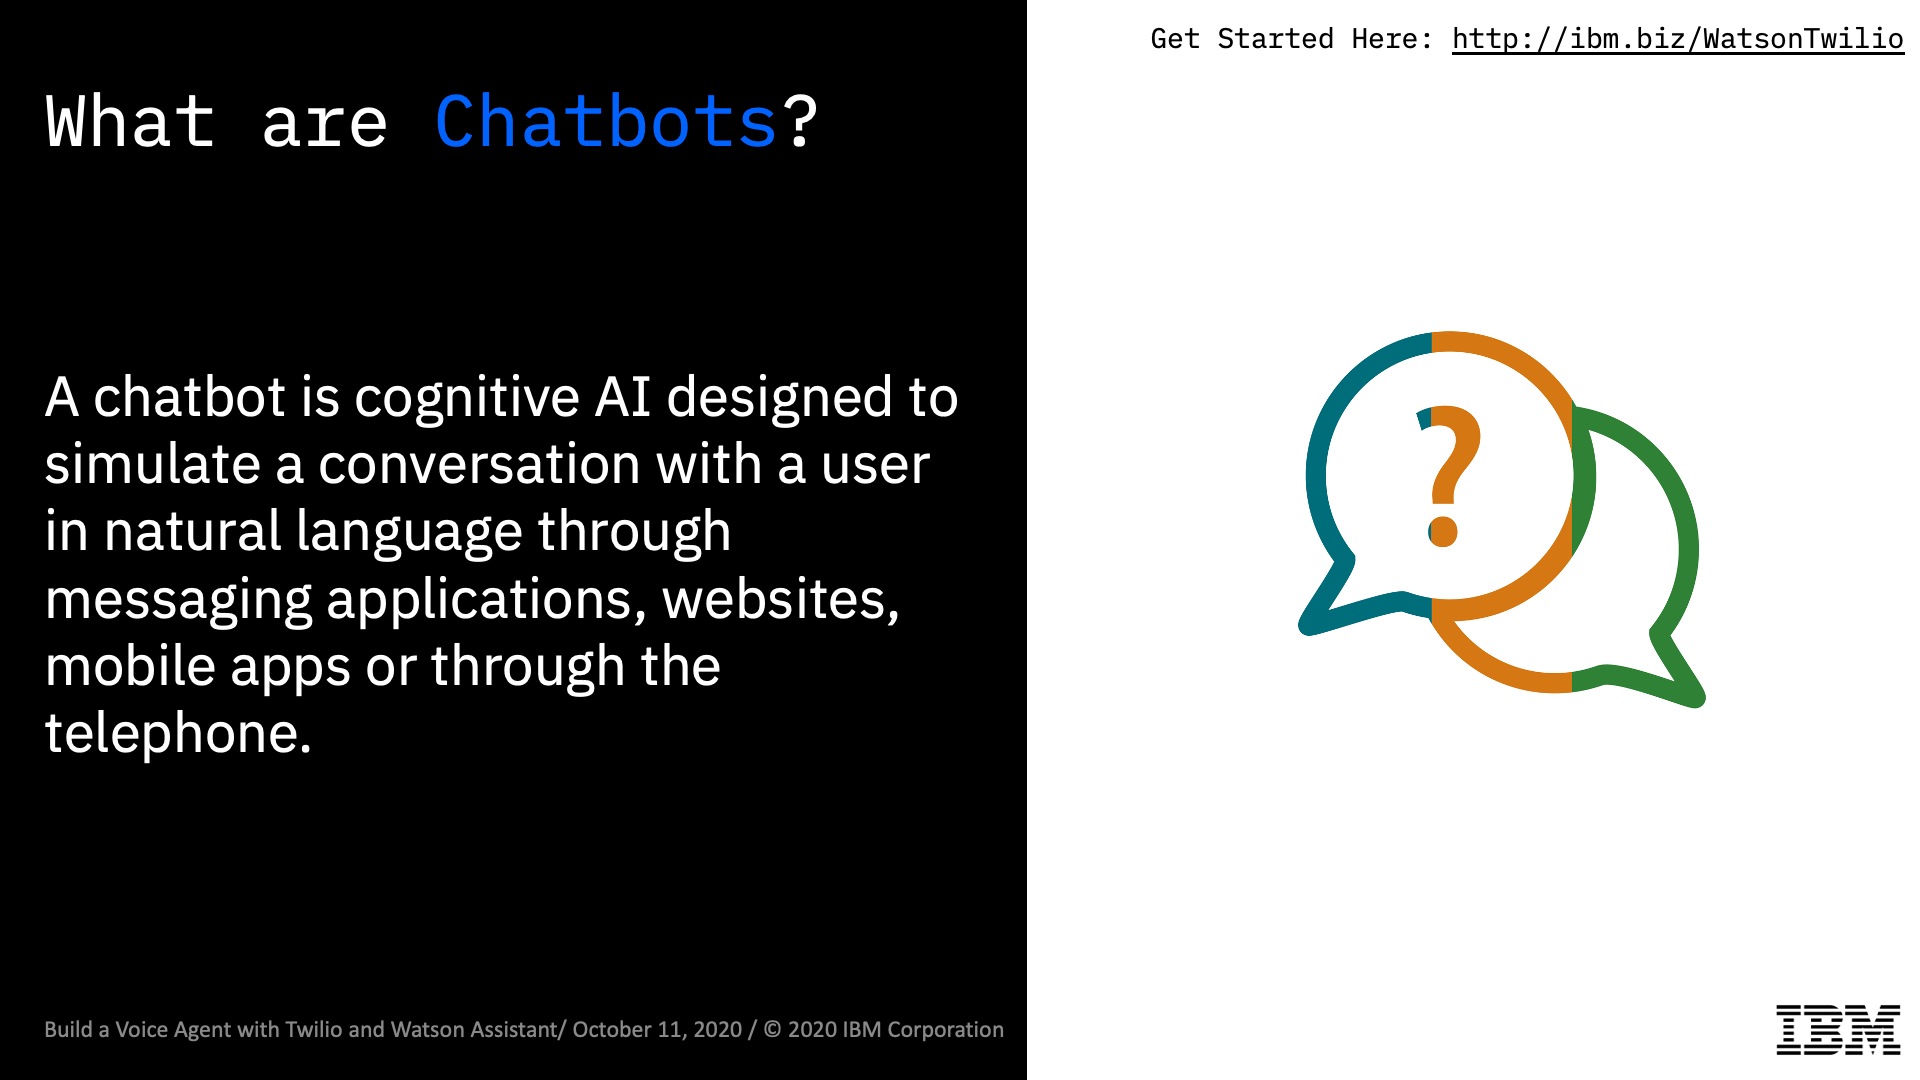 Get Started Here: http://ibm.biz/WatsonTwilio
What are Chatbots?
A chatbot is cognitive AI designed to
simulate a conversation with a user
in natural language through
messaging applications, websites,
mobile apps or through the
telephone.
?
Build a Voice Agent with Twilio and Watson Assistant/ October 11, 2020 / © 2020 IBM Corporation
IBM